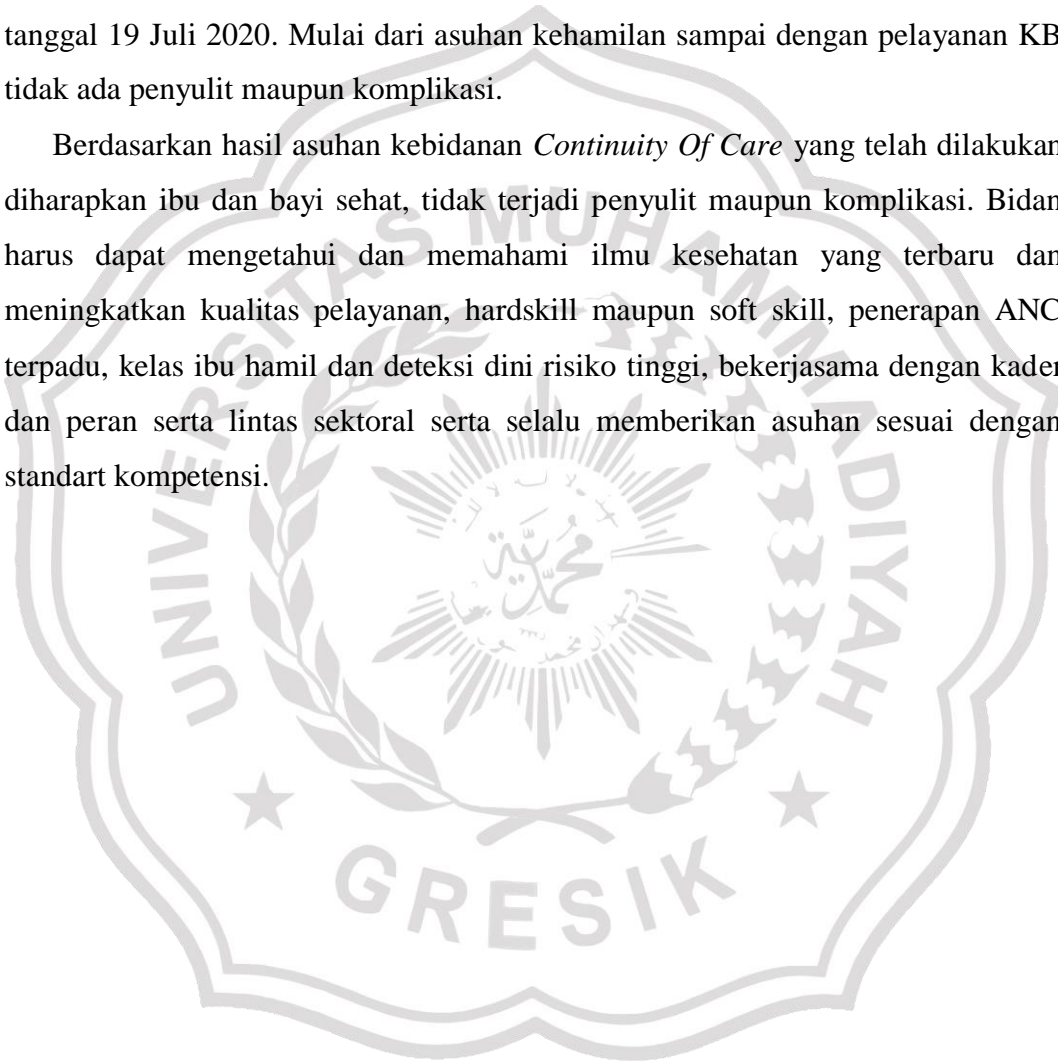 tanggal 19 Juli 2020. Mulai dari asuhan kehamilan sampai dengan pelayanan KB
tidak ada penyulit maupun komplikasi.
Berdasarkan hasil asuhan kebidanan Continuity Of Care yang telah dilakukan
diharapkan ibu dan bayi sehat, tidak terjadi penyulit maupun komplikasi. Bidan
harus dapat mengetahui dan memahami ilmu kesehatan yang terbaru dan
meningkatkan kualitas pelayanan, hardskill maupun soft skill, penerapan ANC
terpadu, kelas ibu hamil dan deteksi dini risiko tinggi, bekerjasama dengan kader
dan peran serta lintas sektoral serta selalu memberikan asuhan sesuai dengan
standart kompetensi.
UNIVERSITAS MUHAMMADIYAH
GRESIK